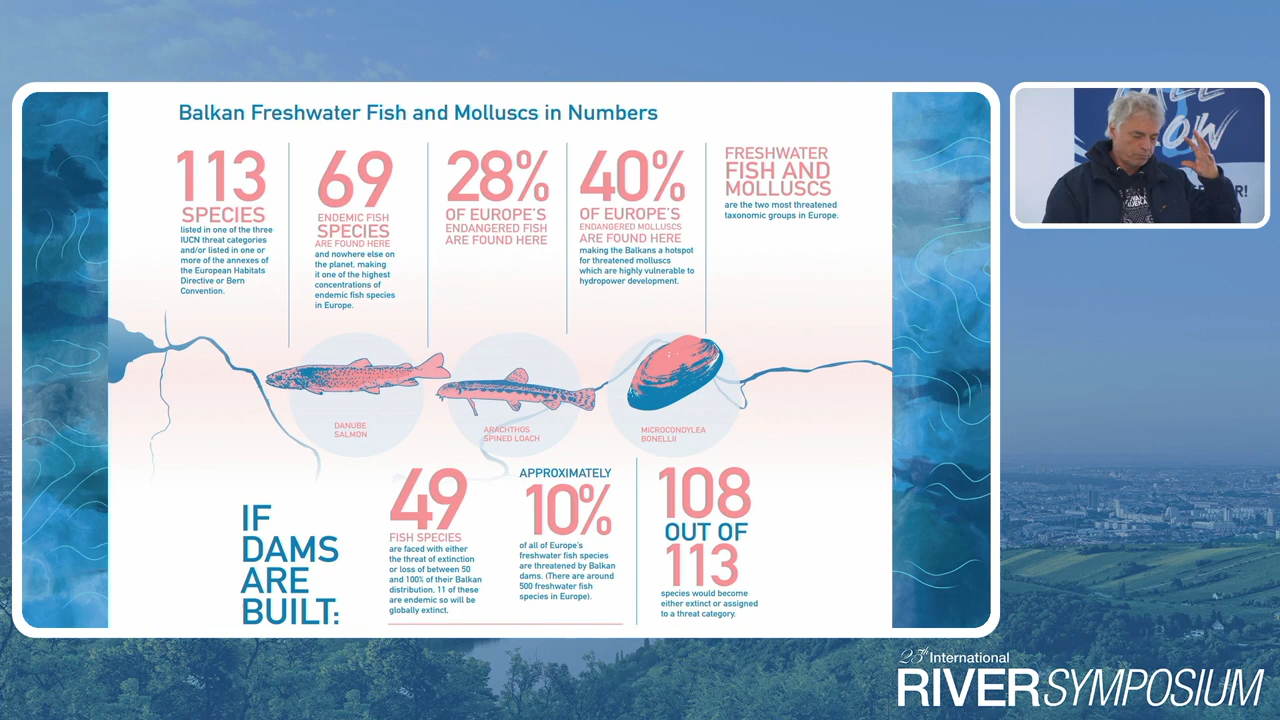 Balkan Freshwater Fish and Molluscs in Numbers
113
SPECIES
listed in one of the three
IUCN threat categories
and/or listed in one or
more of the annexes of
the European Habitats
Directive or Bern
Convention.
69
ENDEMIC FISH
SPECIES
ARE FOUND HERE
and nowhere else on
the planet, making
it one of the highest
concentrations of
endemic fish species
in Europe.
28%
OF EUROPE'S
ENDANGERED FISH
ARE FOUND HERE
40%
OF EUROPE'S
ENDANGERED MOLLUSCS
ARE FOUND HERE
making the Balkans a hotspot
for threatened molluscs
which are highly vulnerable to
hydropower development.
FRESHWATER
FISH AND
MOLLUSCS
are the two most threatened
taxonomic groups in Europe.
DANUBE
SALMON
ARACHTHOS
SPINED LOACH
MICROCONDYLEA
BONELLII
IF
DAMS
ARE
BUILT:
49
FISH SPECIES
are faced with either
the threat of extinction
or loss of between 50
and 100% of their Balkan
distribution, 11 of these
are endemic so will be
globally extinct.
APPROXIMATELY
10%
of all of Europe's
freshwater fish species
are threatened by Balkan
dams. (There are around
500 freshwater fish
species in Europe).
108
OUT OF
113
species would become
either extinct or assigned
to a threat category.
25th International
RIVERSYMPOSIUM